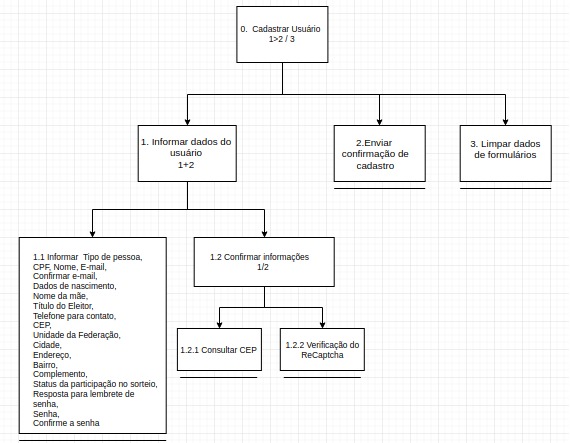 0.  Cadastrar Usuário
1>2 / 3
1. Informar dados do
usuário
1+2
2.Enviar
confirmação de
cadastro
3. Limpar dados
de formulários
1.1 Informar  Tipo de pessoa,
CPF, Nome, E-mail,
Confirmar e-mail,
Dados de nascimento,
Nome da mãe,
Título do Eleitor,
Telefone para contato,
CEP,
Unidade da Federação,
Cidade,
Endereço,
Bairro,
Complemento,
Status da participação no sorteio,
Resposta para lembrete de
senha,
Senha,
Confirme a senha
1.2 Confirmar informações
1/2
1.2.1 Consultar CEP
1.2.2 Verificação do
ReCaptcha